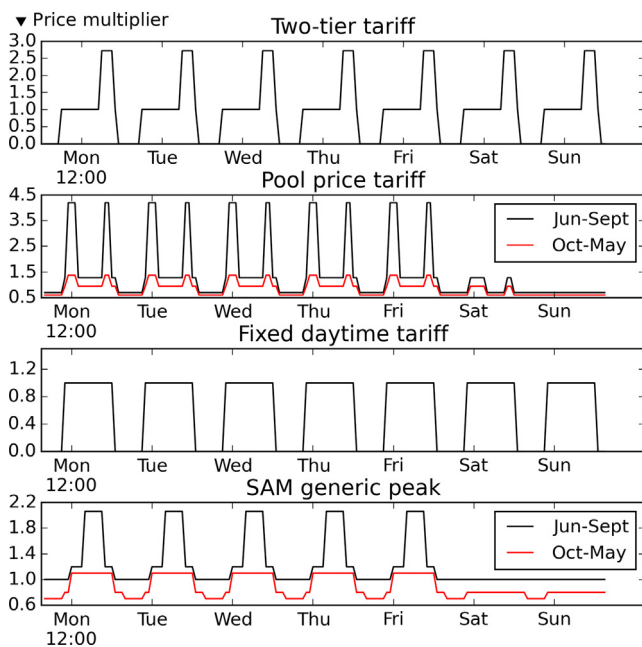 ▼ Price multiplier
Two-tier tariff
3.0
2.5
2.0
1.5
1.0
0.5
0.0
Mon Tue Wed Thu Fri Sat Sun
12:00
Pool price tariff
4.5
3.5
2.5
1.5
0.5
Jun-Sept
Oct-May
Mon Tue Wed Thu Fri Sat Sun
12:00
Fixed daytime tariff
1.2
0.8
0.4
0.0
Mon Tue Wed Thu Fri Sat Sun
12:00
SAM generic peak
2.2
1.8
1.4
1.0
0.6
Jun-Sept
Oct-May
Mon Tue Wed Thu Fri Sat Sun
12:00